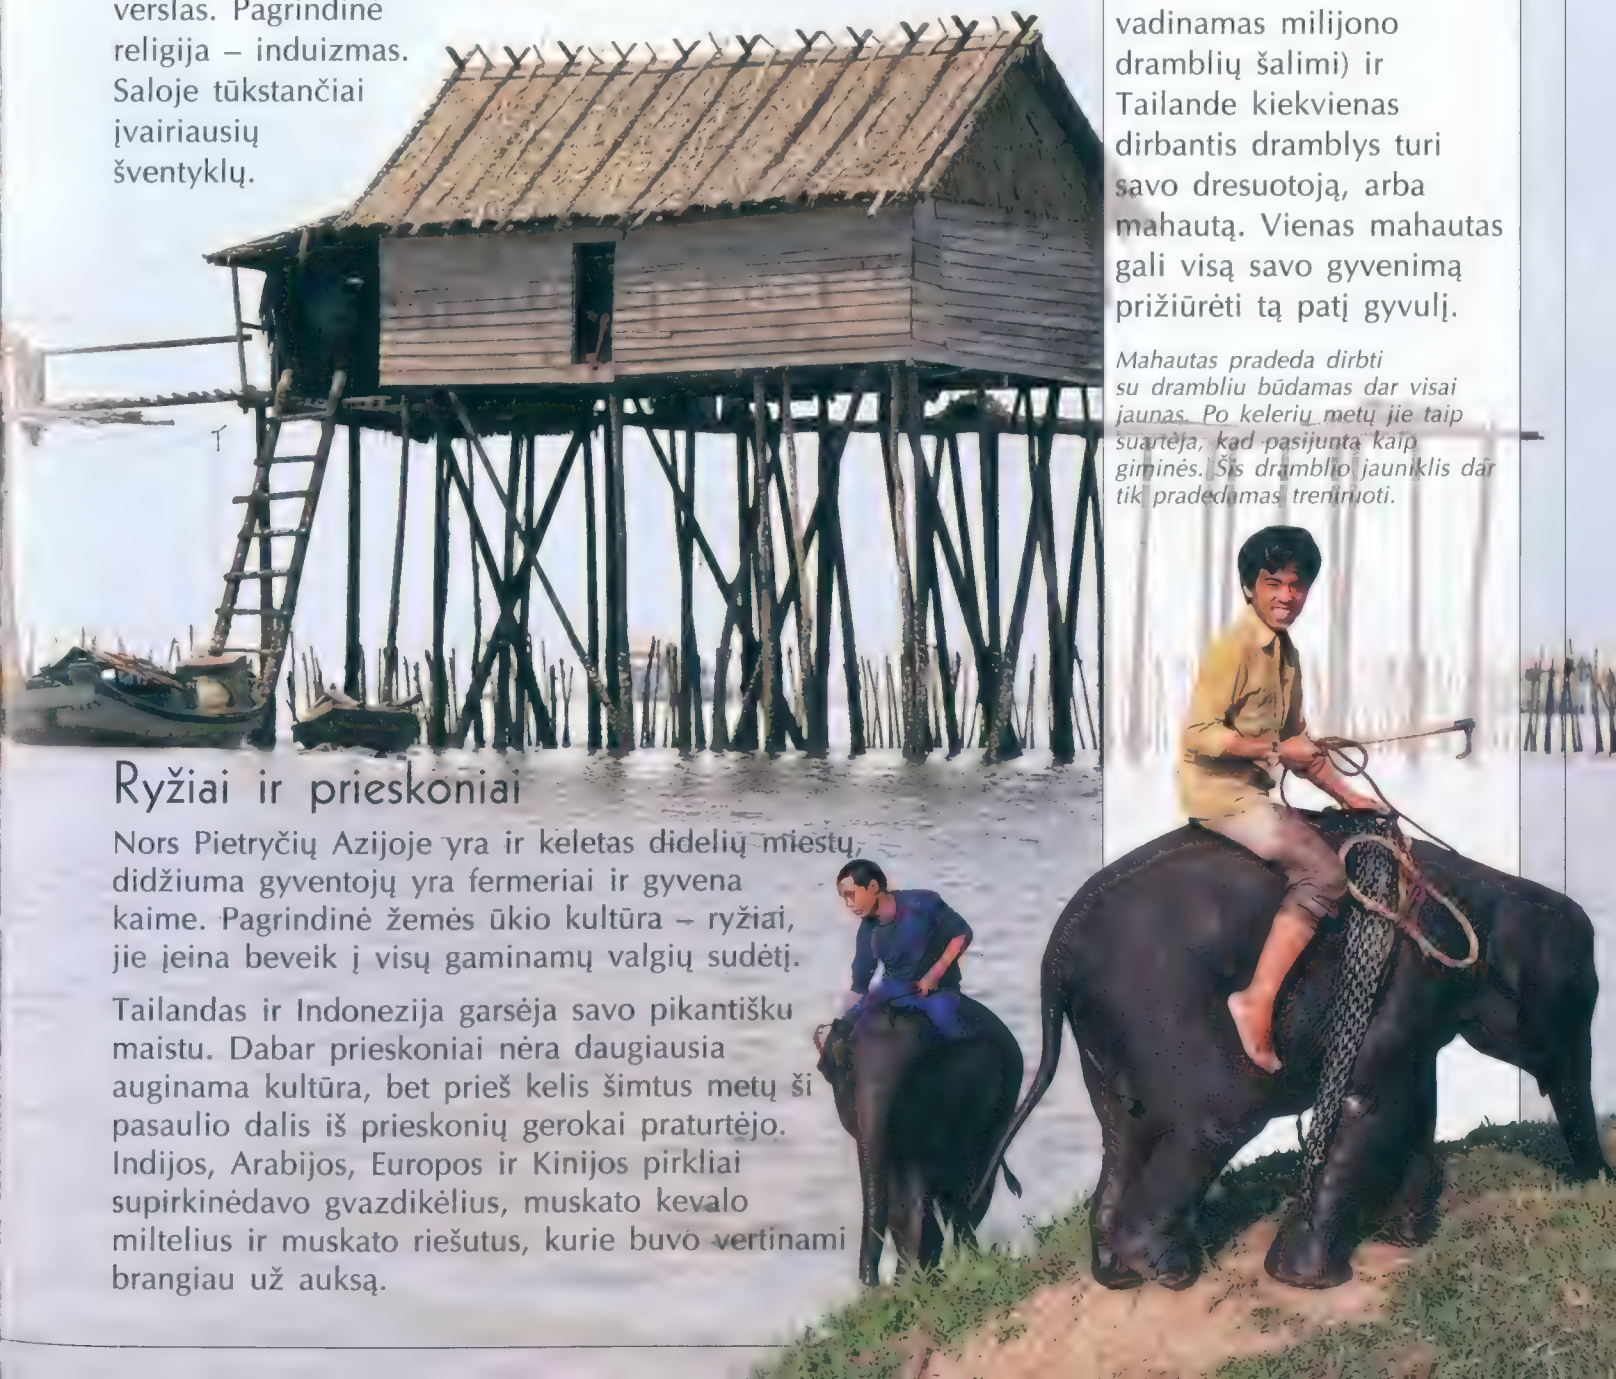 verslas. Pagrindinė
religija – induizmas.
Saloje tūkstančiai
įvairiausių
šventyklų.
Ryžiai ir prieskoniai
Nors Pietryčių Azijoje yra ir keletas didelių miestų,
didžiuma gyventojų yra fermeriai ir gyvena
kaime. Pagrindinė žemės ūkio kultūra – ryžiai,
jie įeina beveik į visų gaminamų valgių sudėtį.
Tailandas ir Indonezija garsėja savo pikantišku
maistu. Dabar prieskoniai nėra daugiausia
auginama kultūra, bet prieš kelis šimtus metų ši
pasaulio dalis iš prieskonių gerokai praturtėjo.
Indijos, Arabijos, Europos ir Kinijos pirkliai
supirkinėdavo gvazdikėlius, muskato kevalo
miltelius ir muskato riešutus, kurie buvo vertinami
brangiau už auksą.
vadinamas milijono
dramblių šalimi) ir
Tailande kiekvienas
dirbantis dramblys turi
savo dresuotoją, arba
mahautą. Vienas mahautas
gali visą savo gyvenimą
prižiūrėti tą patį gyvulį.
Mahautas pradeda dirbti
su drambliu būdamas dar visai
jaunas. Po kelerių metų jie taip
suartėja, kad pasijunta kaip
giminės. Šis dramblio jauniklis dar
tik pradedamas treniruoti.